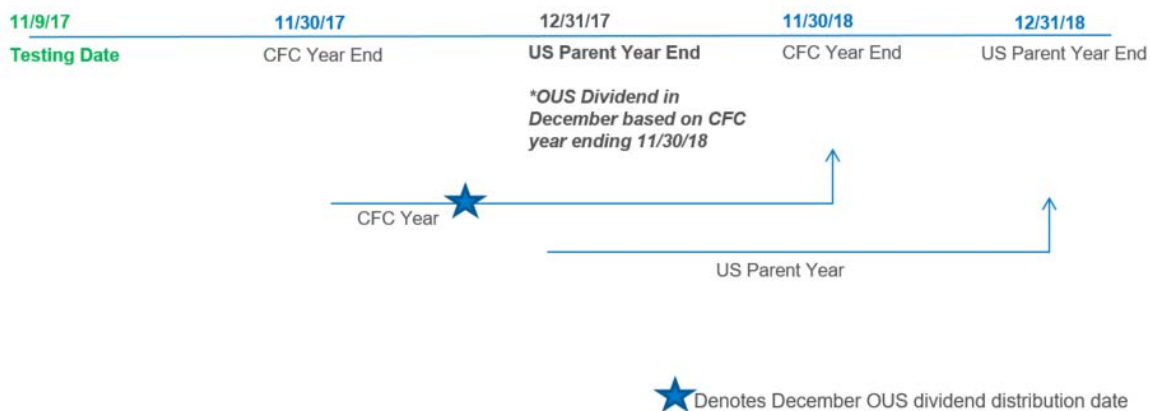 11/9/17 11/30/17 12/31/17 11/30/18 12/31/18
Testing Date CFC Year End US Parent Year End CFC Year End US Parent Year End
*OUS Dividend in
December based on CFC
year ending 11/30/18
CFC Year
US Parent Year
Denotes December OUS dividend distribution date